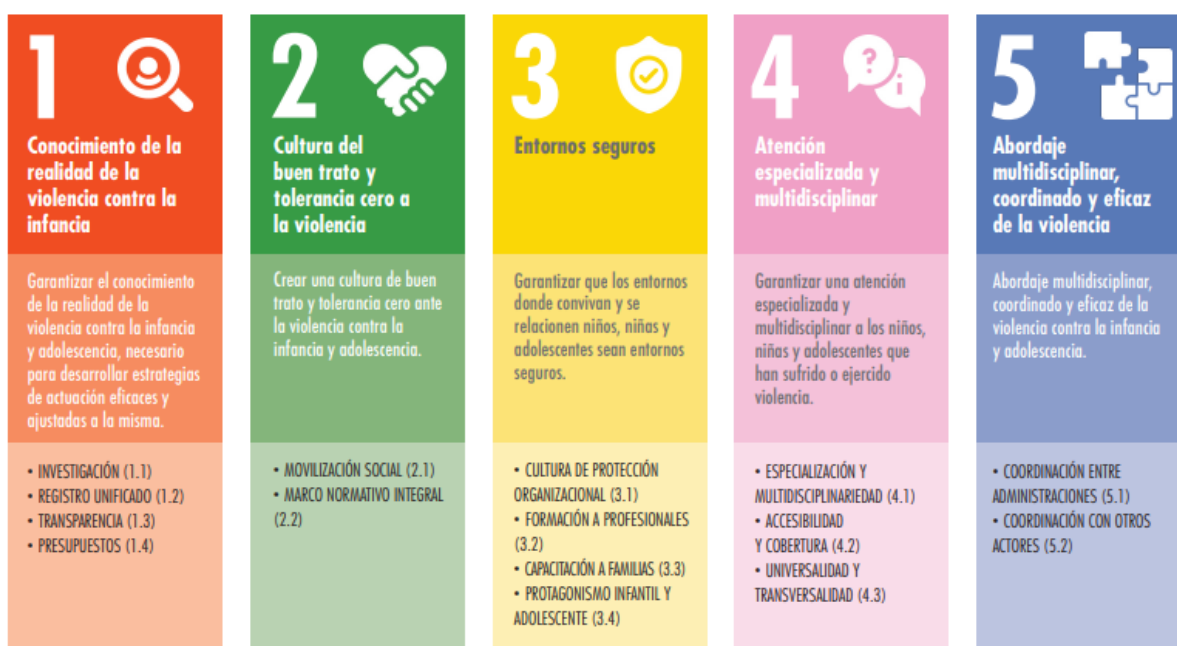 1
Conocimiento de la
realidad de la
violencia contra la
infancia
Garantizar el conocimiento
de la realidad de la
violencia contra la infancia
y adolescencia, necesario
para desarrollar estrategias
de actuación eficaces y
ajustadas a la misma.
• INVESTIGACIÓN (1.1)
• REGISTRO UNIFICADO (1.2)
• TRANSPARENCIA (1.3)
• PRESUPUESTOS (1.4)
2
Cultura del
buen trato y
tolerancia cero a
la violencia
Crear una cultura de buen
trato y tolerancia cero ante
la violencia contra la
infancia y adolescencia.
• MOVILIZACIÓN SOCIAL (2.1)
• MARCO NORMATIVO INTEGRAL
(2.2)
3
Entornos seguros
Garantizar que los entornos
donde convivan y se
relacionen niños, niñas y
adolescentes sean entornos
seguros.
• CULTURA DE PROTECCIÓN
ORGANIZACIONAL (3.1)
• FORMACIÓN A PROFESIONALES
(3.2)
• CAPACITACIÓN A FAMILIAS (3.3)
• PROTAGONISMO INFANTIL Y
ADOLESCENTE (3.4)
4
?
i
Atención
especializada y
multidisciplinar
Garantizar una atención
especializada y
multidisciplinar a los niños,
niñas y adolescentes que
han sufrido o ejercido
violencia.
• ESPECIALIZACIÓN Y
MULTIDISCIPLINARIEDAD (4.1)
• ACCESIBILIDAD
Y COBERTURA (4.2)
• UNIVERSALIDAD Y
TRANSVERSALIDAD (4.3)
5
Abordaje
multidisciplinar,
coordinado y eficaz
de la violencia
Abordaje multidisciplinar,
coordinado y eficaz de la
violencia contra la infancia
y adolescencia.
• COORDINACIÓN ENTRE
ADMINISTRACIONES (5.1)
• COORDINACIÓN CON OTROS
ACTORES (5.2)